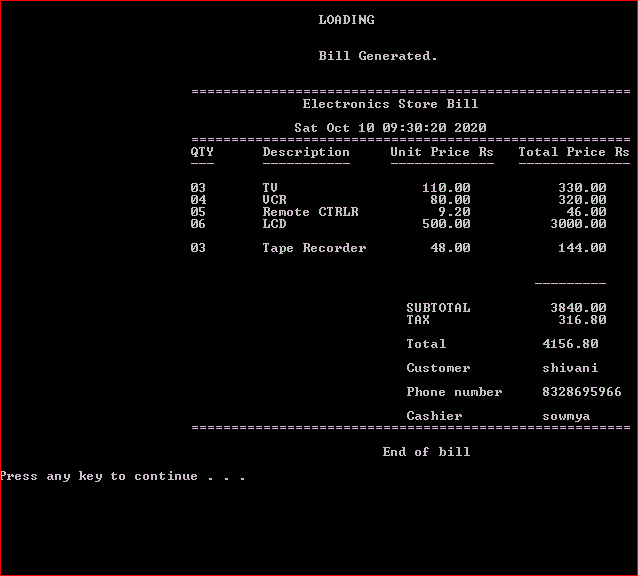 LOADING
Bill Generated.
=======================================================
Electronics Store Bill
Sat Oct 10 09:30:20 2020
=======================================================
QTY Description Unit Price Rs Total Price Rs
--- ----------- ------------- --------------
03 TV 110.00 330.00
04 VCR 80.00 320.00
05 Remote CTRLR 9.20 46.00
06 LCD 500.00 3000.00
03 Tape Recorder 48.00 144.00
---------
SUBTOTAL 3840.00
TAX 316.80
Total 4156.80
Customer shivani
Phone number 8328695966
Cashier sowmya
=======================================================
End of bill
Press any key to continue . . .